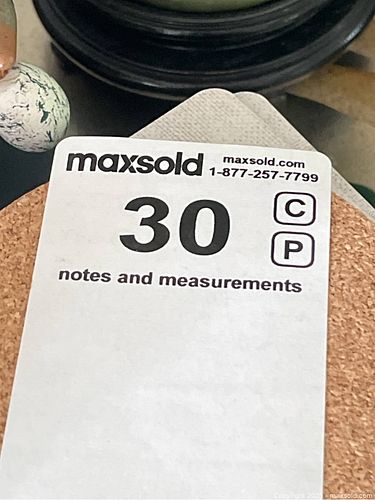 maxsold maxsold.com
1-877-257-7799
30 C
P
notes and measurements